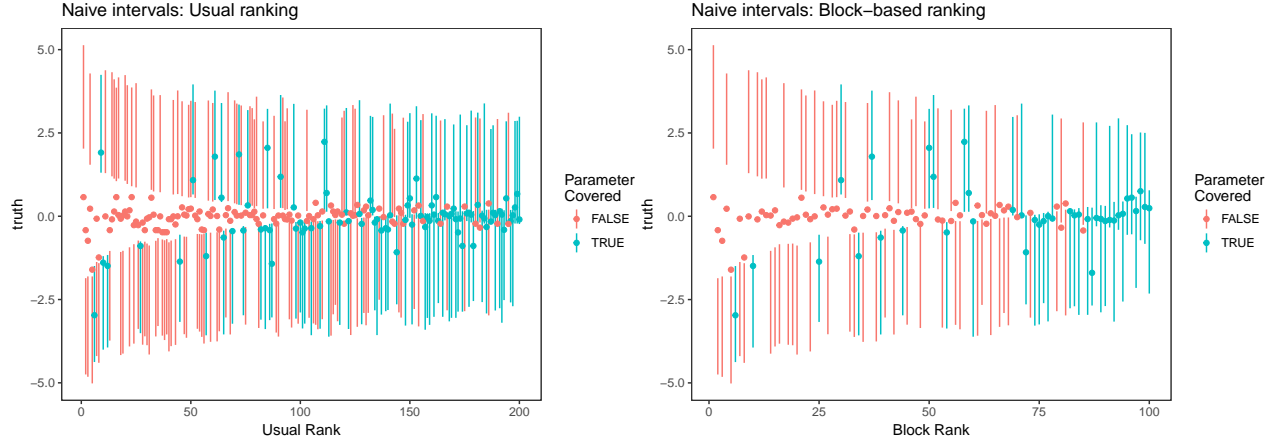 Naive intervals: Usual ranking
5.0
2.5
0.0
−2.5
−5.0
truth
0
50
100
150
200
Usual Rank
Parameter
Covered
FALSE
TRUE
Naive intervals: Block−based ranking
5.0
2.5
0.0
−2.5
−5.0
truth
0
25
50
75
100
Block Rank
Parameter
Covered
FALSE
TRUE